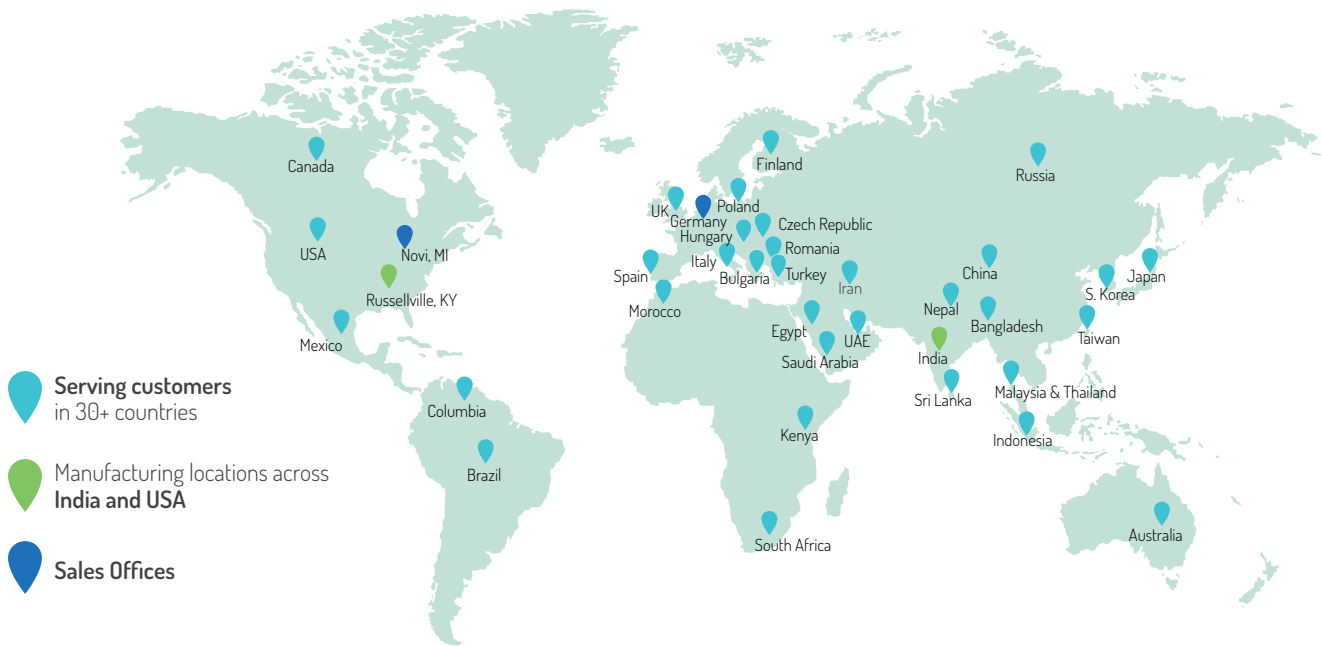 Canada
USA
Novi, MI
Russellville, KY
Mexico
Columbia
Brazil
Finland
Russia
UK
Germany
Poland
Czech Republic
Hungary
Romania
Italy
Spain
Bulgaria
Turkey
Iran
Morocco
Egypt
UAE
Saudi Arabia
China
Japan
S. Korea
Nepal
Bangladesh
Taiwan
India
Sri Lanka
Malaysia & Thailand
Indonesia
Kenya
South Africa
Australia
Serving customers
in 30+ countries
Manufacturing locations across
India and USA
Sales Offices